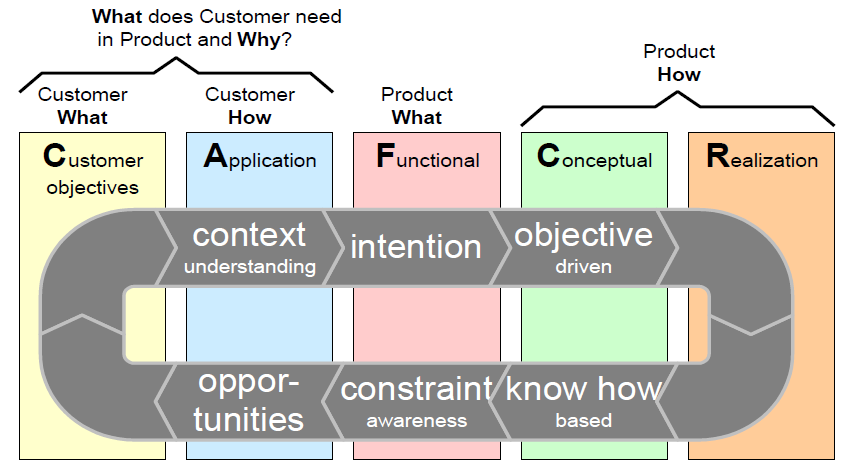 What does Customer need
in Product and Why?
Product
How
Customer
What
Customer
How
Product
What
Customer
objectives
Application
Functional
Conceptual
Realization
context
understanding
intention
objective
driven
oppor-
tunities
constraint
awareness
know how
based